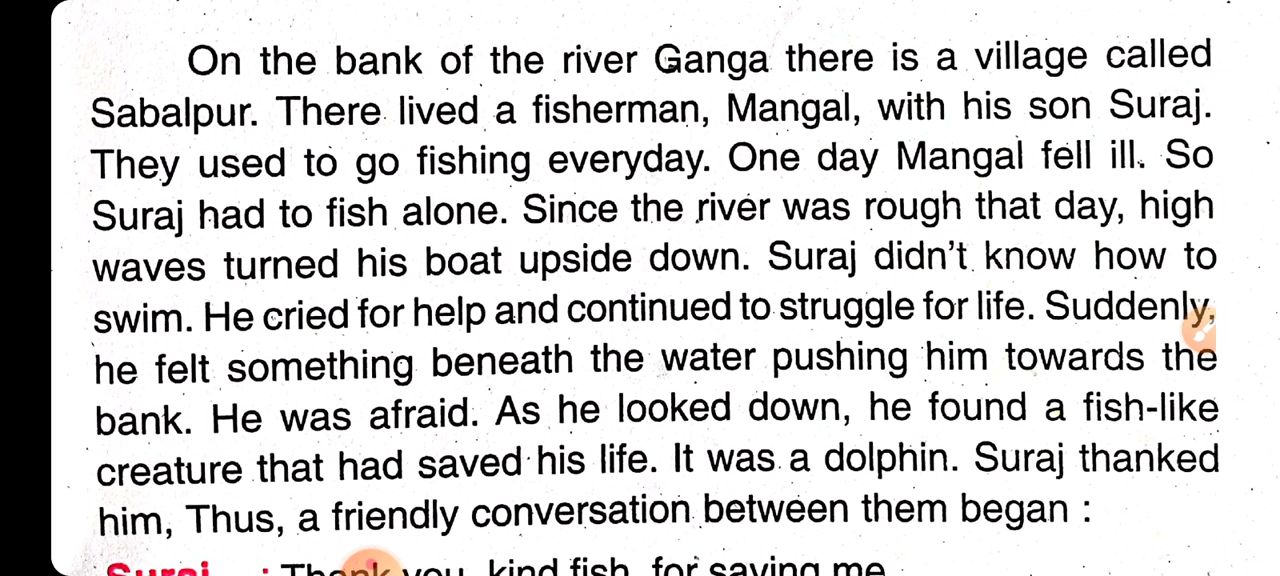 On the bank of the river Ganga there is a village called
Sabalpur. There lived a fisherman, Mangal, with his son Suraj.
They used to go fishing everyday. One day Mangal fell ill. So
Suraj had to fish alone. Since the river was rough that day, high
waves turned his boat upside down. Suraj didn't know how to
swim. He cried for help and continued to struggle for life. Suddenly,
he felt something beneath the water pushing him towards the
bank. He was afraid. As he looked down, he found a fish-like
creature that had saved his life. It was a dolphin. Suraj thanked
him, Thus, a friendly conversation between them began :
Suraj : Thank you, kind fish, for saving me